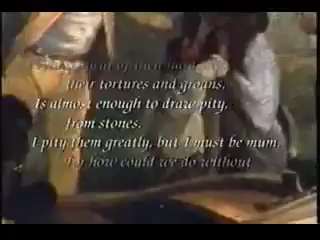 their tortures and groans,
Is almost enough to draw pity,
from stones.
I pity them greatly, but I must be mum,
For how could we do without